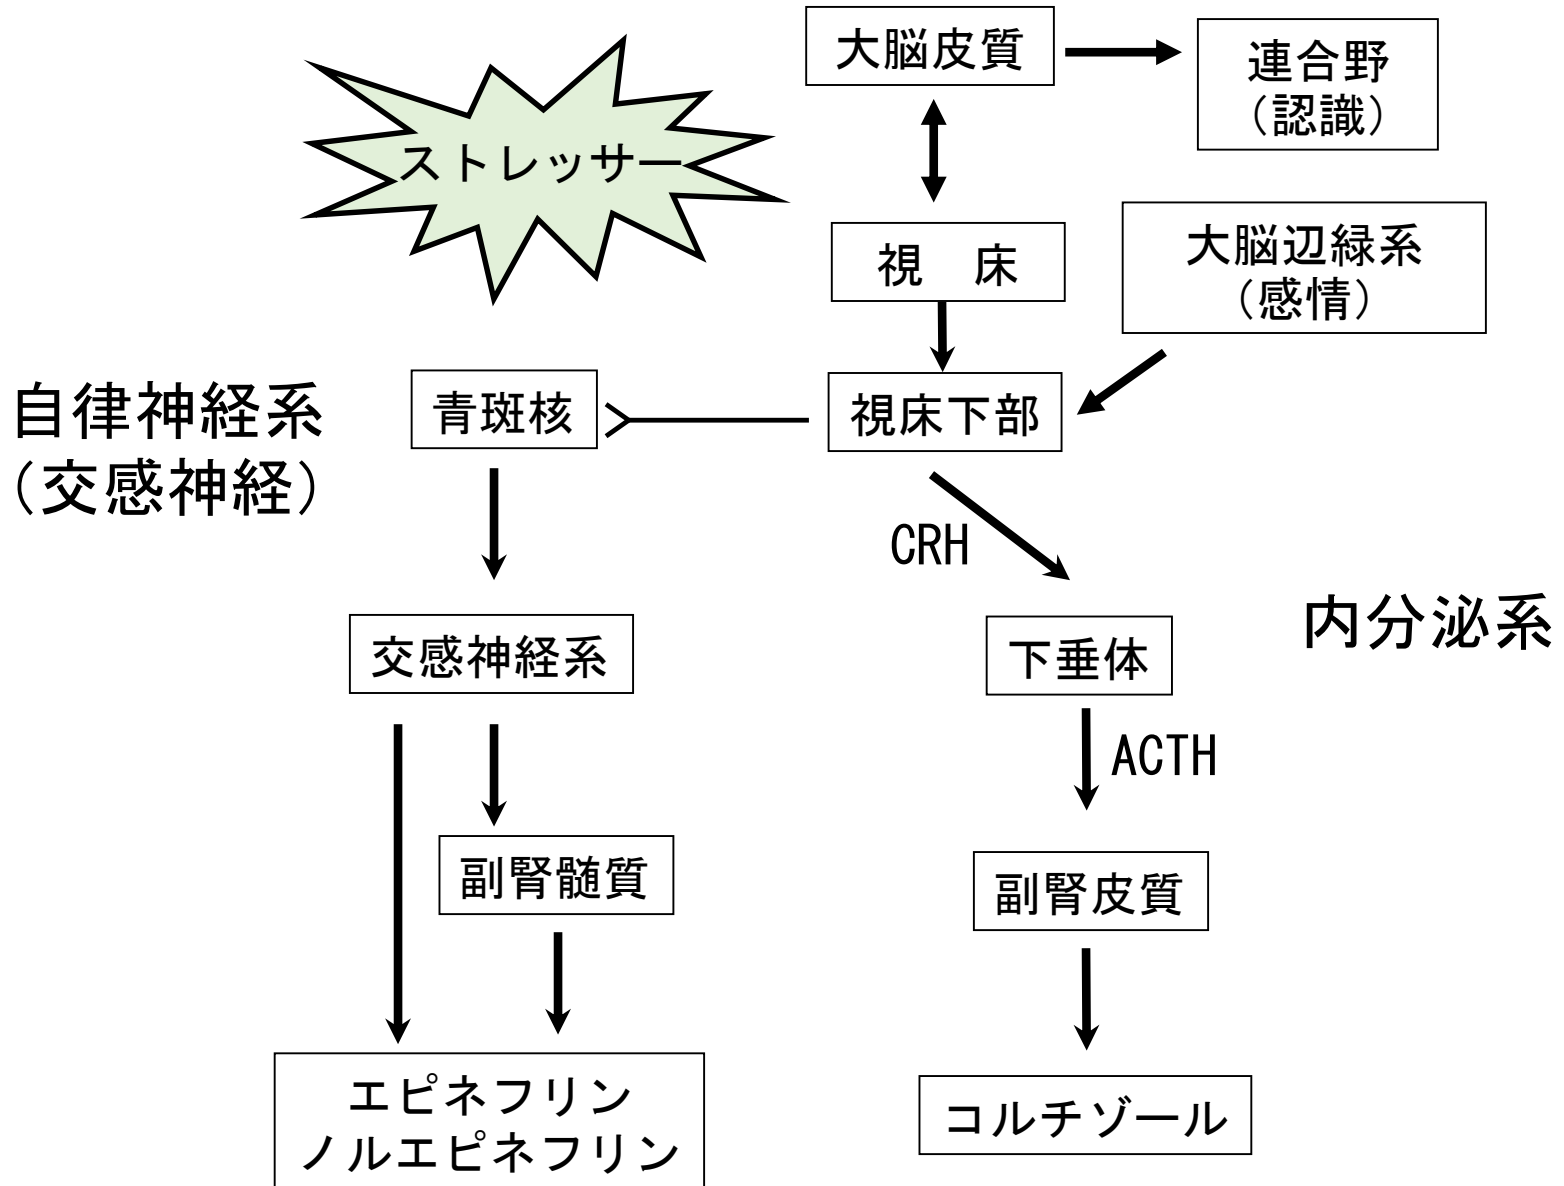 大脳皮質
連合野
（認識）
ストレッサー
視　床
大脳辺縁系
（感情）
自律神経系
（交感神経）
青斑核
視床下部
CRH
内分泌系
交感神経系
下垂体
ACTH
副腎髄質
副腎皮質
エピネフリン
ノルエピネフリン
コルチゾール